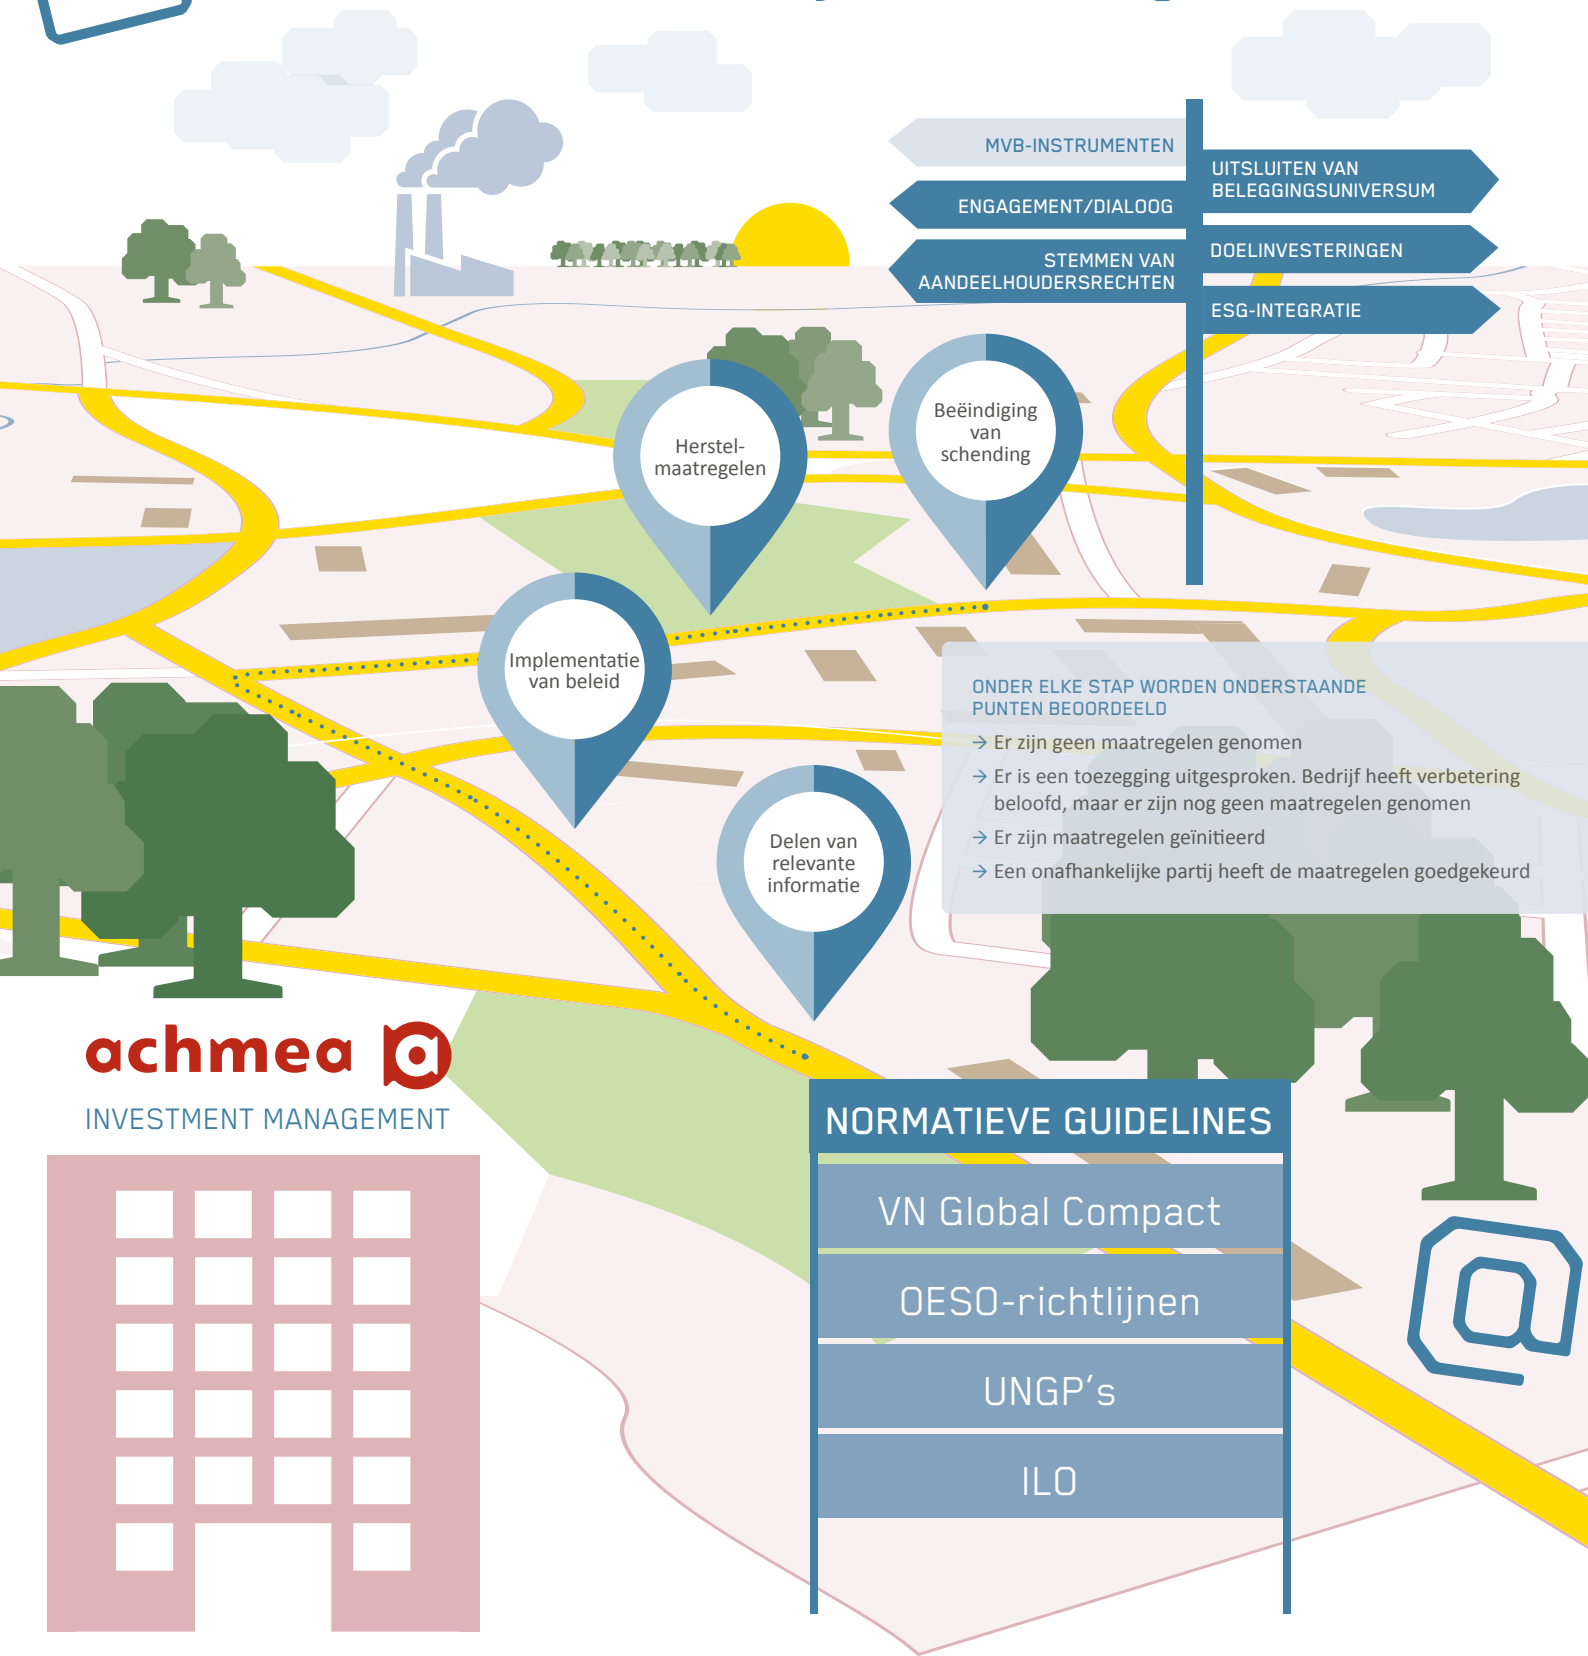 MVB-INSTRUMENTEN
ENGAGEMENT/DIALOOG
STEMMEN VAN
AANDEELHOUDERSRECHTEN
UITSLUITEN VAN
BELEGGINGSUNIVERSUM
DOELINVESTERINGEN
ESG-INTEGRATIE
Herstel-
maatregelen
Beëindiging
van
schending
Implementatie
van beleid
Delen van
relevante
informatie
ONDER ELKE STAP WORDEN ONDERSTAANDE
PUNTEN BEOORDEELD
→ Er zijn geen maatregelen genomen
→ Er is een toezegging uitgesproken. Bedrijf heeft verbetering
beloofd, maar er zijn nog geen maatregelen genomen
→ Er zijn maatregelen geïnitieerd
→ Een onafhankelijke partij heeft de maatregelen goedgekeurd
achmea
INVESTMENT MANAGEMENT
NORMATIEVE GUIDELINES
VN Global Compact
OESO-richtlijnen
UNGP's
ILO
@